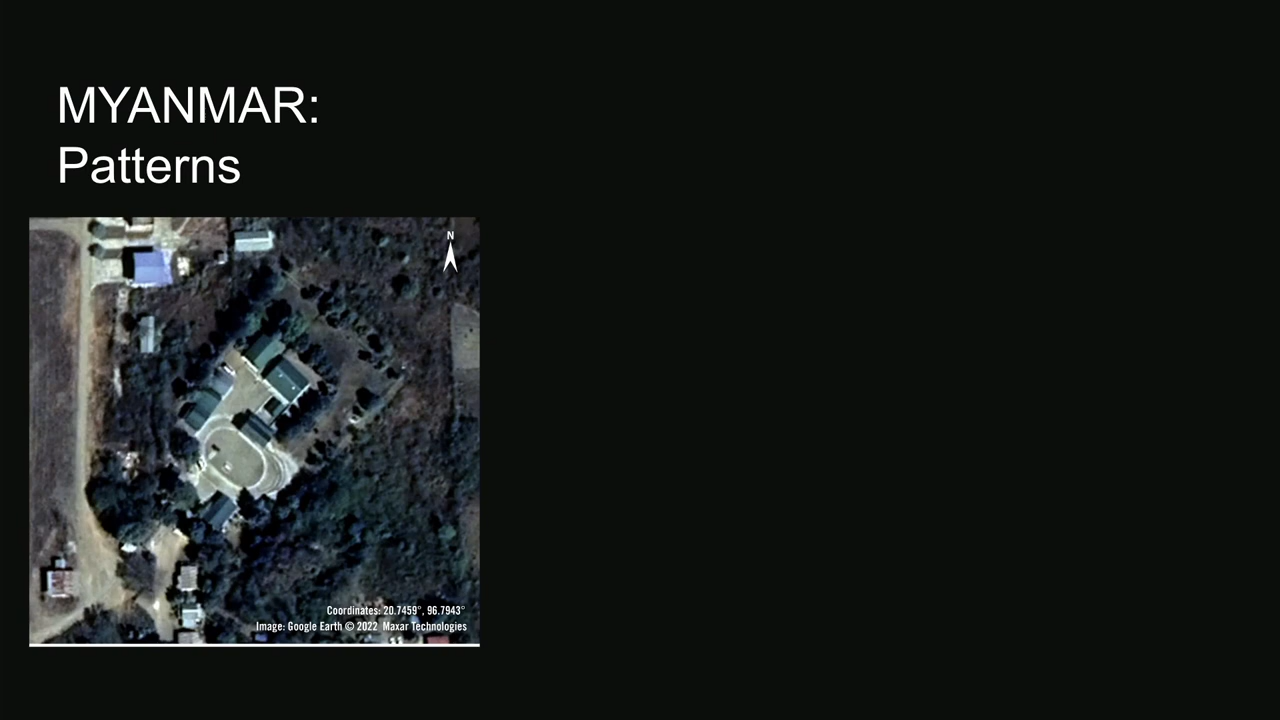 MYANMAR:
Patterns
N
Coordinates: 20.7459°, 96.7943°
Image: Google Earth © 2022 Maxar Technologies